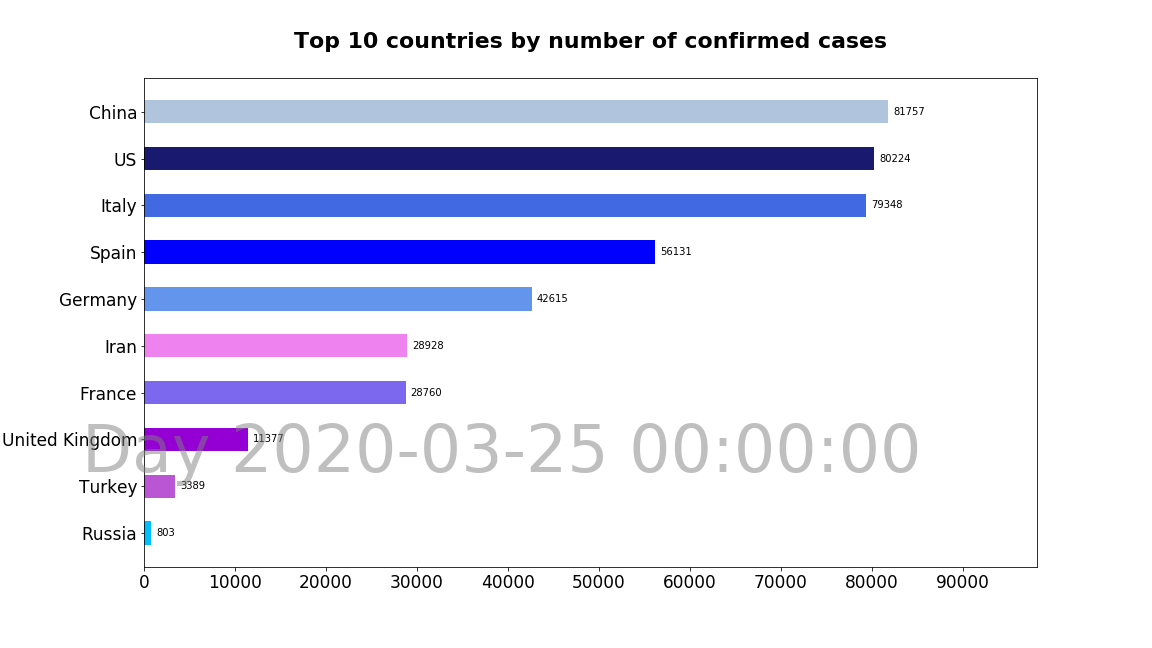 Top 10 countries by number of confirmed cases
China 81757
US 80224
Italy 79348
Spain 56131
Germany 42615
Iran 28928
France 28760
United Kingdom 11377
Day 2020-03-25 00:00:00
Turkey 3389
Russia 803
0 10000 20000 30000 40000 50000 60000 70000 80000 90000